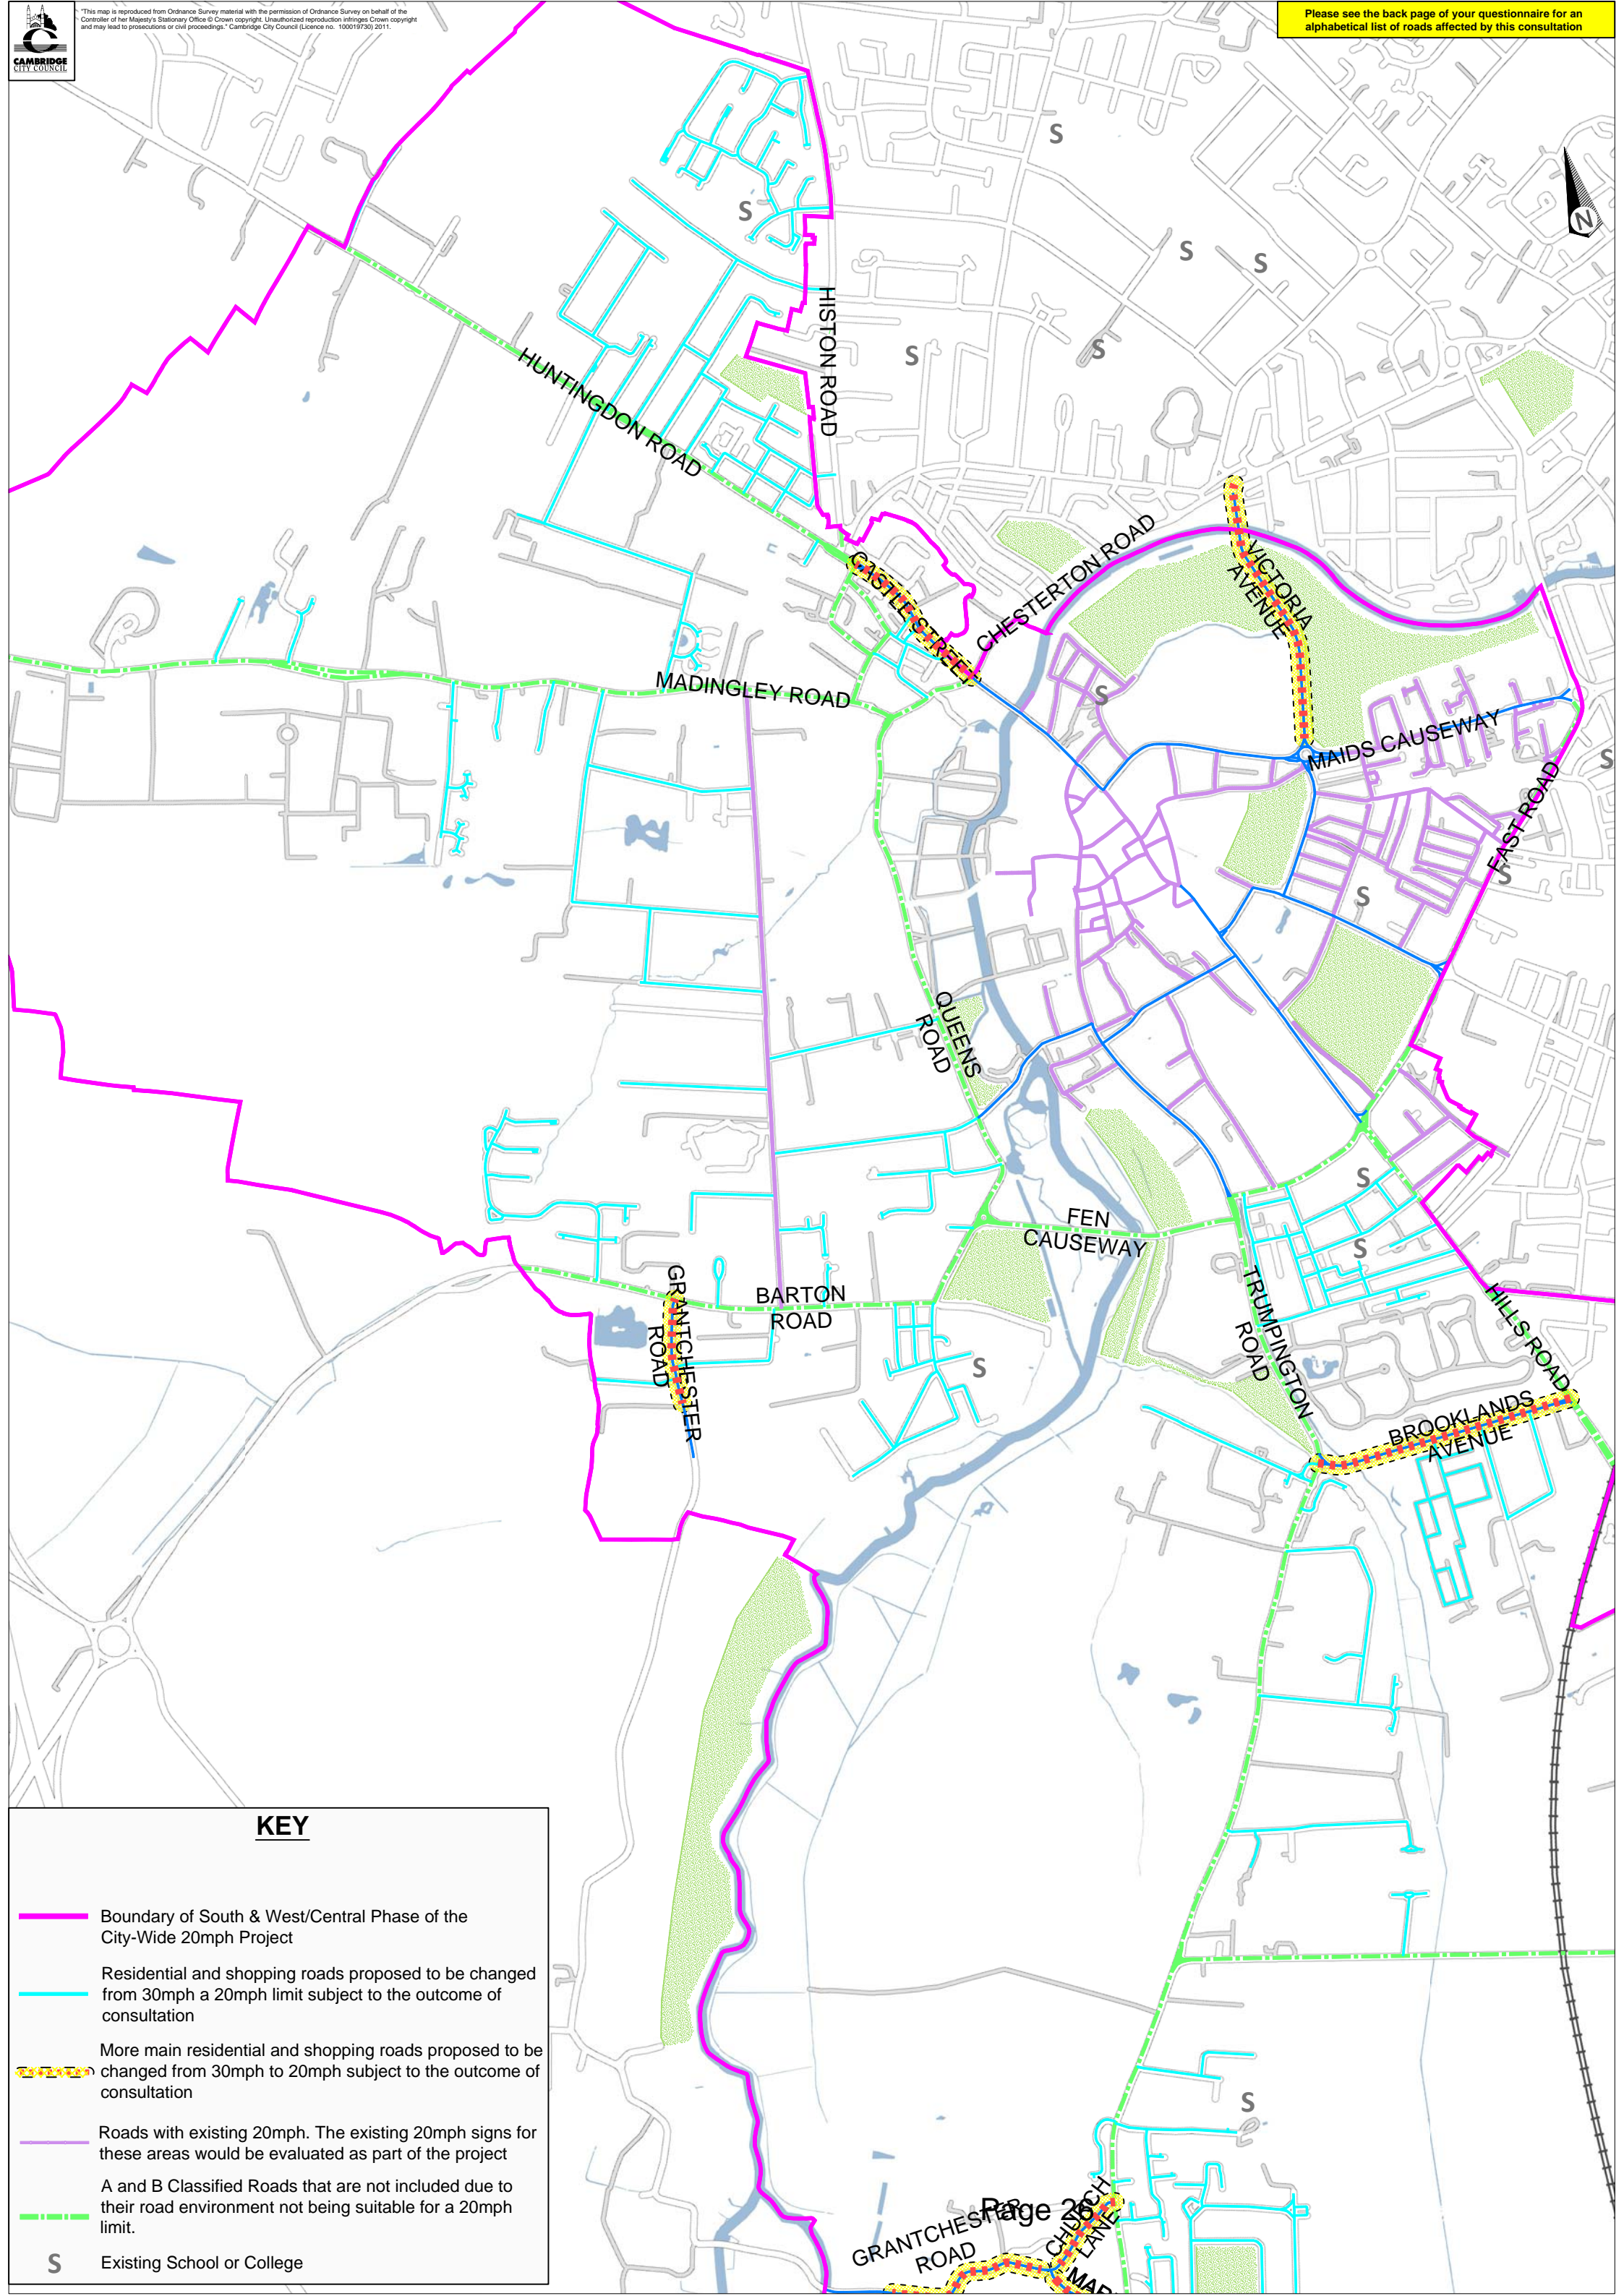 CAMBRIDGE
CITY COUNCIL
"This map is reproduced from Ordnance Survey material with the permission of Ordnance Survey on behalf of the
Controller of her Majesty's Stationary Office © Crown copyright. Unauthorized reproduction infringes Crown copyright
and may lead to prosecutions or civil proceedings." Cambridge City Council (Licence no. 100019730) 2011.
Please see the back page of your questionnaire for an
alphabetical list of roads affected by this consultation
N
S
S
S
S
S
S
HISTON ROAD
HUNTINGDON ROAD
CASTLE STREET
CHESTERTON ROAD
VICTORIA
AVENUE
MADINGLEY ROAD
S
MAIDS CAUSEWAY
S
EAST ROAD
S
S
QUEENS
ROAD
S
FEN
CAUSEWAY
S
GRANTCHESTER
ROAD
BARTON
ROAD
TRUMPINGTON
ROAD
HILLS ROAD
S
BROOKLANDS
AVENUE
KEY
Boundary of South & West/Central Phase of the
City-Wide 20mph Project
Residential and shopping roads proposed to be changed
from 30mph a 20mph limit subject to the outcome of
consultation
More main residential and shopping roads proposed to be
changed from 30mph to 20mph subject to the outcome of
consultation
Roads with existing 20mph. The existing 20mph signs for
these areas would be evaluated as part of the project
A and B Classified Roads that are not included due to
their road environment not being suitable for a 20mph
limit.
S Existing School or College
S
Page 26
GRANTCHESTER
ROAD
CHURCH
LANE